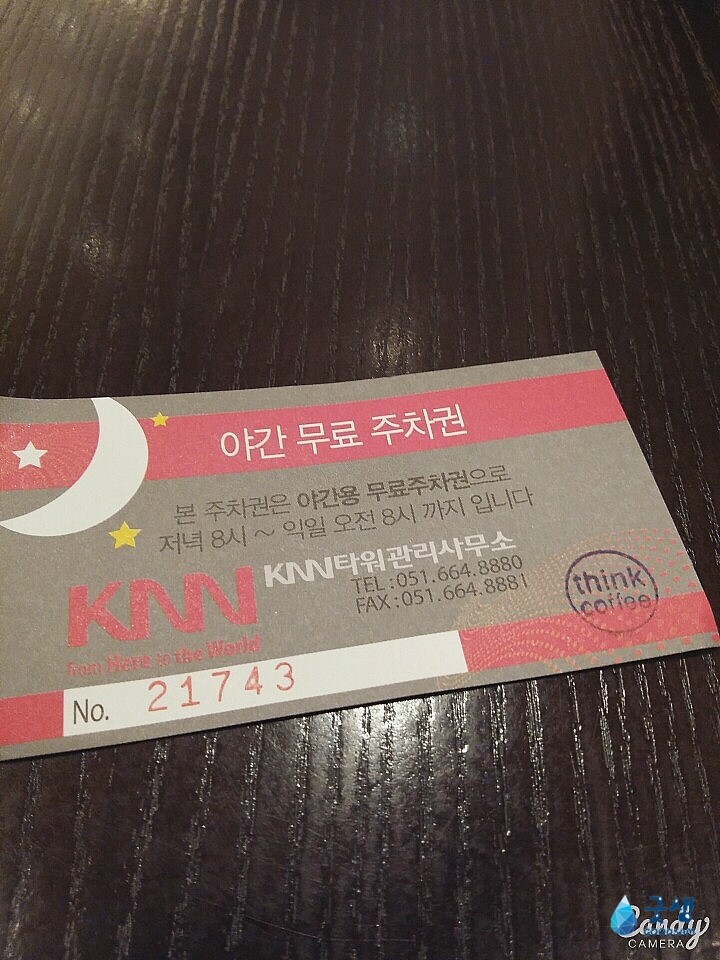 야간 무료 주차권
본 주차권은 야간용 무료주차권으로
저녁 8시 ~ 익일 오전 8시 까지 입니다
KNN타워관리사무소
TEL : 051.664.8880
FAX : 051.664.8881
KNN
from Here to the World
think
coffee
No. 21743
Candy
CAMERA